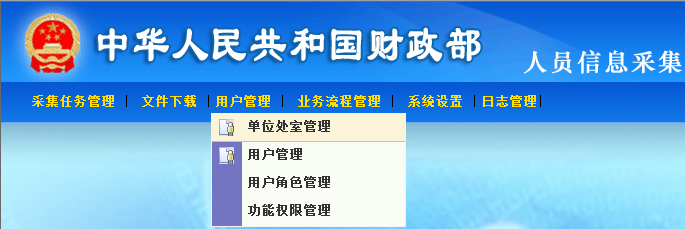 中华人民共和国财政部
人员信息采集
采集任务管理 | 文件下载 | 用户管理 | 业务流程管理 | 系统设置 | 日志管理 |
单位处室管理
用户管理
用户角色管理
功能权限管理